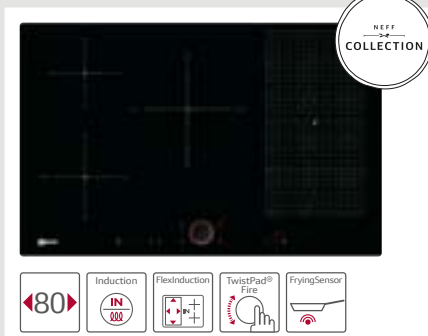 NEFF
COLLECTION
80
Induction
IN
FlexInduction
IN
TwistPad®
Fire
FryingSensor